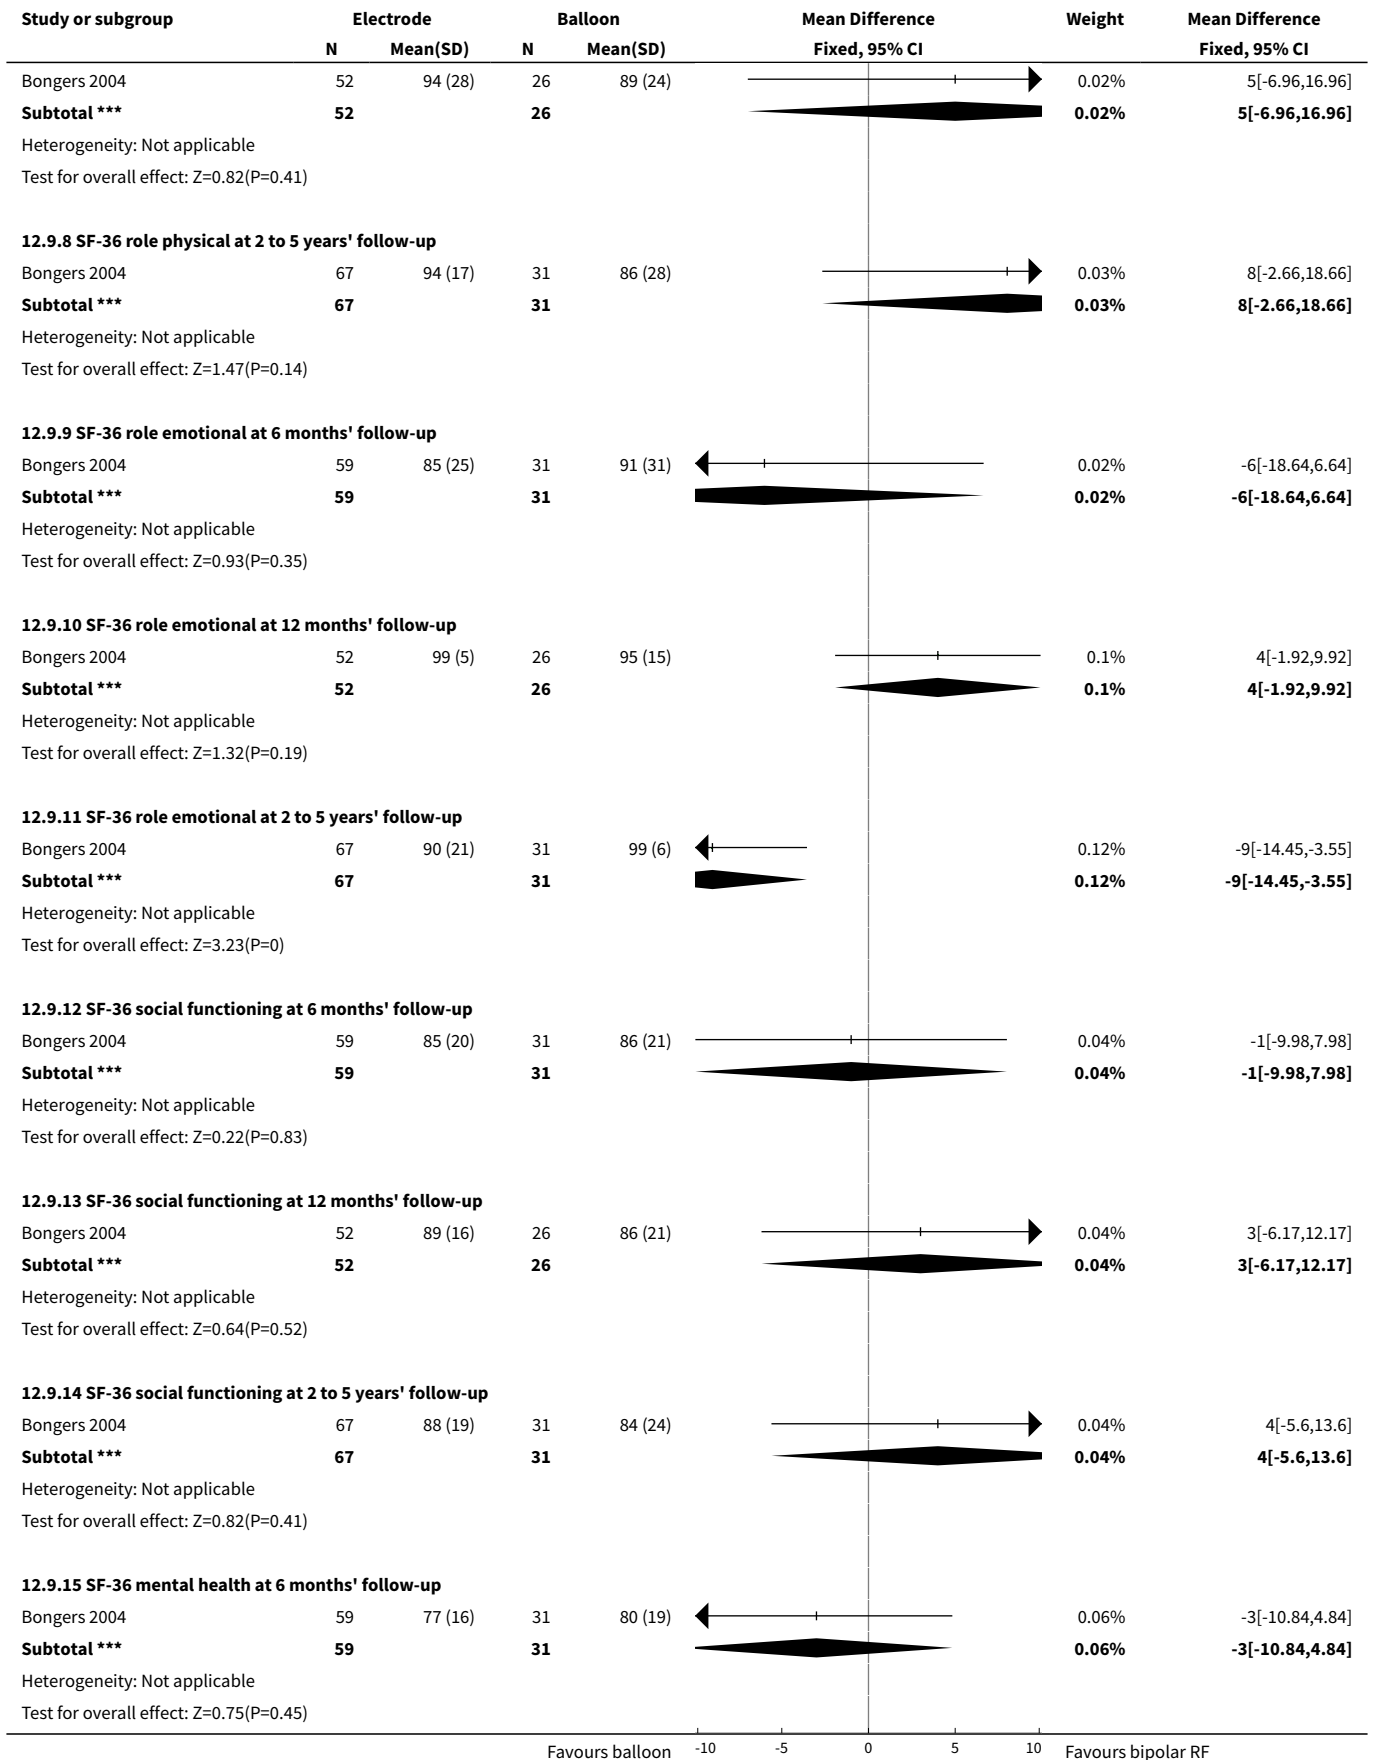 Study or subgroup Electrode Balloon Mean Difference Weight Mean Difference
N Mean(SD) N Mean(SD) Fixed, 95% CI Fixed, 95% CI
Bongers 2004 52 94 (28) 26 89 (24) 0.02% 5[-6.96,16.96]
Subtotal *** 52 26 0.02% 5[-6.96,16.96]
Heterogeneity: Not applicable
Test for overall effect: Z=0.82(P=0.41)
12.9.8 SF-36 role physical at 2 to 5 years' follow-up
Bongers 2004 67 94 (17) 31 86 (28) 0.03% 8[-2.66,18.66]
Subtotal *** 67 31 0.03% 8[-2.66,18.66]
Heterogeneity: Not applicable
Test for overall effect: Z=1.47(P=0.14)
12.9.9 SF-36 role emotional at 6 months' follow-up
Bongers 2004 59 85 (25) 31 91 (31) 0.02% -6[-18.64,6.64]
Subtotal *** 59 31 0.02% -6[-18.64,6.64]
Heterogeneity: Not applicable
Test for overall effect: Z=0.93(P=0.35)
12.9.10 SF-36 role emotional at 12 months' follow-up
Bongers 2004 52 99 (5) 26 95 (15) 0.1% 4[-1.92,9.92]
Subtotal *** 52 26 0.1% 4[-1.92,9.92]
Heterogeneity: Not applicable
Test for overall effect: Z=1.32(P=0.19)
12.9.11 SF-36 role emotional at 2 to 5 years' follow-up
Bongers 2004 67 90 (21) 31 99 (6) 0.12% -9[-14.45,-3.55]
Subtotal *** 67 31 0.12% -9[-14.45,-3.55]
Heterogeneity: Not applicable
Test for overall effect: Z=3.23(P=0)
12.9.12 SF-36 social functioning at 6 months' follow-up
Bongers 2004 59 85 (20) 31 86 (21) 0.04% -1[-9.98,7.98]
Subtotal *** 59 31 0.04% -1[-9.98,7.98]
Heterogeneity: Not applicable
Test for overall effect: Z=0.22(P=0.83)
12.9.13 SF-36 social functioning at 12 months' follow-up
Bongers 2004 52 89 (16) 26 86 (21) 0.04% 3[-6.17,12.17]
Subtotal *** 52 26 0.04% 3[-6.17,12.17]
Heterogeneity: Not applicable
Test for overall effect: Z=0.64(P=0.52)
12.9.14 SF-36 social functioning at 2 to 5 years' follow-up
Bongers 2004 67 88 (19) 31 84 (24) 0.04% 4[-5.6,13.6]
Subtotal *** 67 31 0.04% 4[-5.6,13.6]
Heterogeneity: Not applicable
Test for overall effect: Z=0.82(P=0.41)
12.9.15 SF-36 mental health at 6 months' follow-up
Bongers 2004 59 77 (16) 31 80 (19) 0.06% -3[-10.84,4.84]
Subtotal *** 59 31 0.06% -3[-10.84,4.84]
Heterogeneity: Not applicable
Test for overall effect: Z=0.75(P=0.45)
Favours balloon -10 -5 0 5 10 Favours bipolar RF